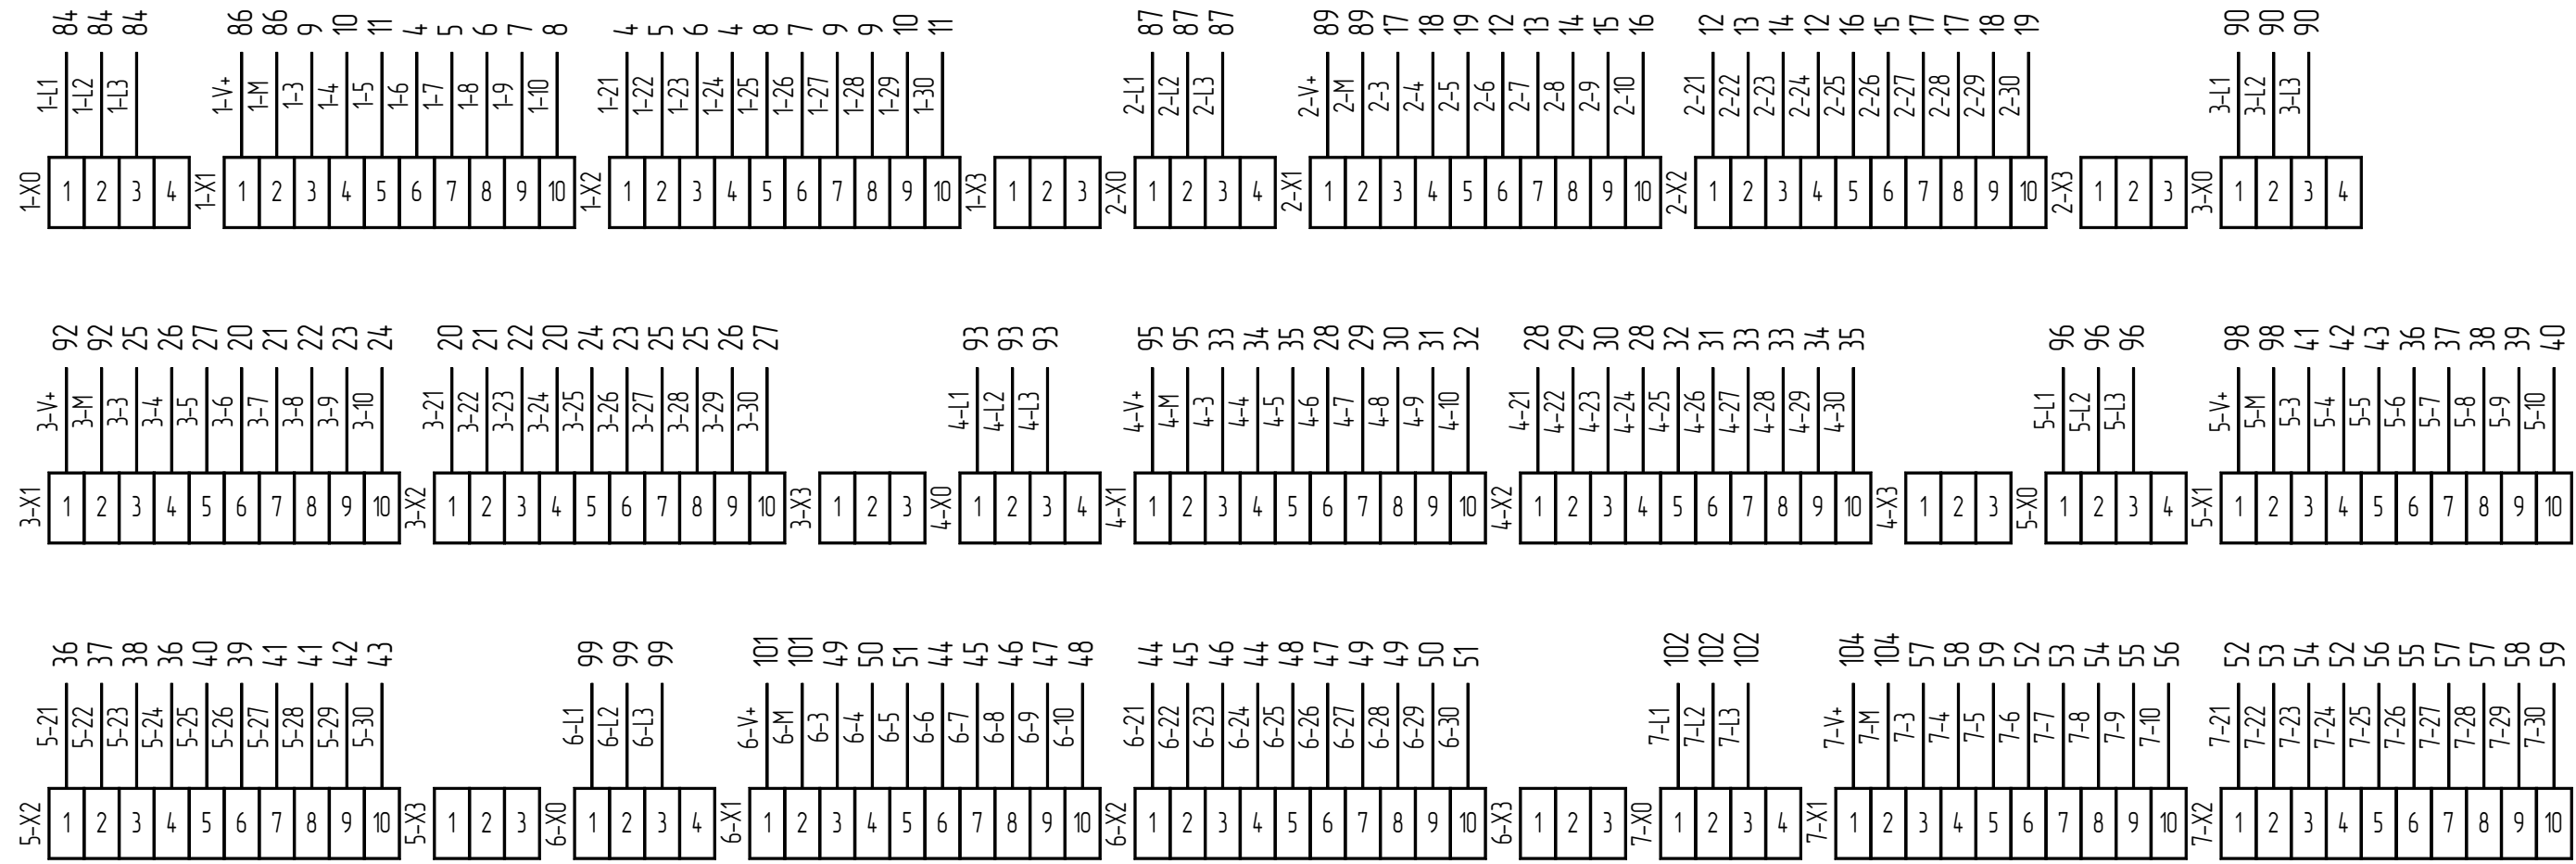 84 84 84 86 86 9 10 11 4 5 6 7 8 4 5 6 4 8 7 9 9 10 11 87 87 87 89 89 17 18 19 12 13 14 15 16 12 13 14 12 16 15 17 17 18 19 90 90 90
1-L1 1-L2 1-L3 1-V+ 1-M 1-3 1-4 1-5 1-6 1-7 1-8 1-9 1-10 1-21 1-22 1-23 1-24 1-25 1-26 1-27 1-28 1-29 1-30 2-L1 2-L2 2-L3 2-V+ 2-M 2-3 2-4 2-5 2-6 2-7 2-8 2-9 2-10 2-21 2-22 2-23 2-24 2-25 2-26 2-27 2-28 2-29 2-30 3-L1 3-L2 3-L3
1-X0 1 2 3 4 1-X1 1 2 3 4 5 6 7 8 9 10 1-X2 1 2 3 4 5 6 7 8 9 10 1-X3 1 2 3 2-X0 1 2 3 4 2-X1 1 2 3 4 5 6 7 8 9 10 2-X2 1 2 3 4 5 6 7 8 9 10 2-X3 1 2 3 3-X0 1 2 3 4
92 92 25 26 27 20 21 22 23 24 20 21 22 20 24 23 25 25 26 27 93 93 93 95 95 33 34 35 28 29 30 31 32 28 29 30 28 32 31 33 33 34 35 96 96 96 98 98 41 42 43 36 37 38 39 40
3-V+ 3-M 3-3 3-4 3-5 3-6 3-7 3-8 3-9 3-10 3-21 3-22 3-23 3-24 3-25 3-26 3-27 3-28 3-29 3-30 4-L1 4-L2 4-L3 4-V+ 4-M 4-3 4-4 4-5 4-6 4-7 4-8 4-9 4-10 4-21 4-22 4-23 4-24 4-25 4-26 4-27 4-28 4-29 4-30 5-L1 5-L2 5-L3 5-V+ 5-M 5-3 5-4 5-5 5-6 5-7 5-8 5-9 5-10
3-X1 1 2 3 4 5 6 7 8 9 10 3-X2 1 2 3 4 5 6 7 8 9 10 3-X3 1 2 3 4-X0 1 2 3 4 4-X1 1 2 3 4 5 6 7 8 9 10 4-X2 1 2 3 4 5 6 7 8 9 10 4-X3 1 2 3 5-X0 1 2 3 4 5-X1 1 2 3 4 5 6 7 8 9 10
36 37 38 36 40 39 41 41 42 43 99 99 99 101 101 49 50 51 44 45 46 47 48 44 45 46 44 48 47 49 49 50 51 102 102 102 104 104 57 58 59 52 53 54 55 56 52 53 54 52 56 55 57 57 58 59
5-21 5-22 5-23 5-24 5-25 5-26 5-27 5-28 5-29 5-30 6-L1 6-L2 6-L3 6-V+ 6-M 6-3 6-4 6-5 6-6 6-7 6-8 6-9 6-10 6-21 6-22 6-23 6-24 6-25 6-26 6-27 6-28 6-29 6-30 7-L1 7-L2 7-L3 7-V+ 7-M 7-3 7-4 7-5 7-6 7-7 7-8 7-9 7-10 7-21 7-22 7-23 7-24 7-25 7-26 7-27 7-28 7-29 7-30
5-X2 1 2 3 4 5 6 7 8 9 10 5-X3 1 2 3 6-X0 1 2 3 4 6-X1 1 2 3 4 5 6 7 8 9 10 6-X2 1 2 3 4 5 6 7 8 9 10 6-X3 1 2 3 7-X0 1 2 3 4 7-X1 1 2 3 4 5 6 7 8 9 10 7-X2 1 2 3 4 5 6 7 8 9 10